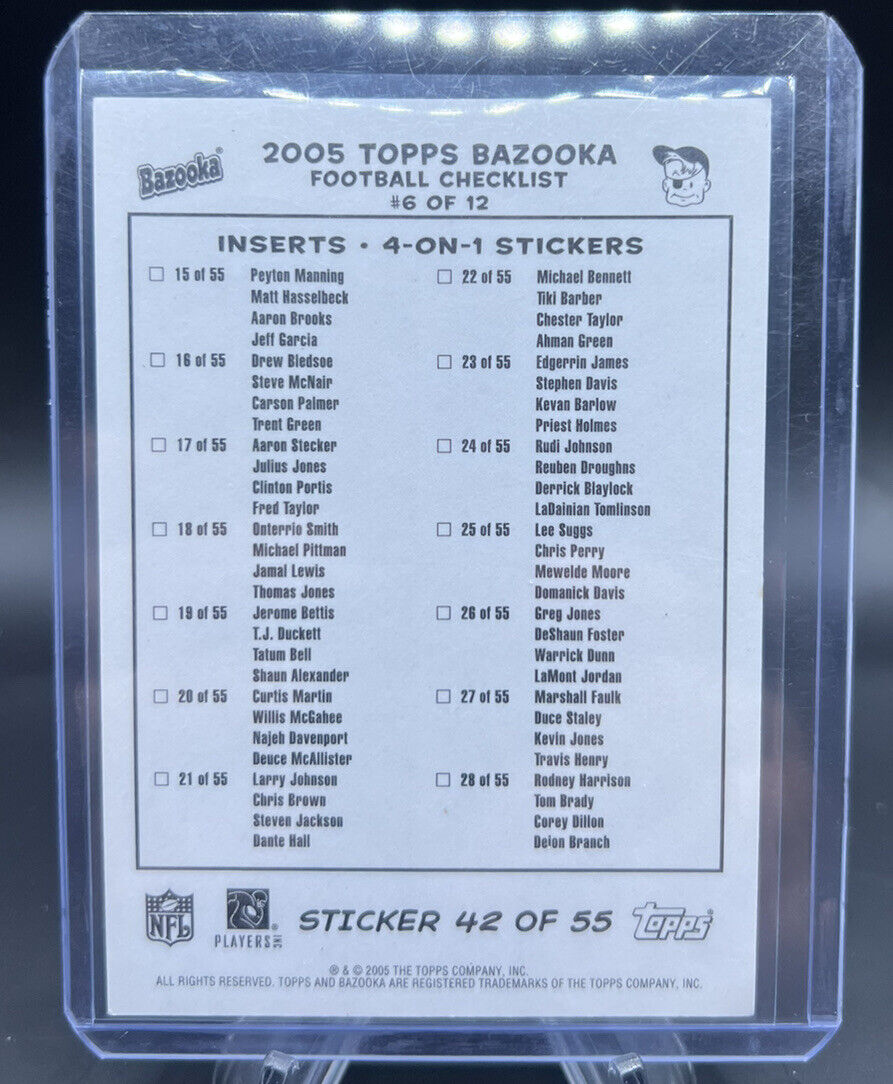 Bazooka
2005 TOPPS BAZOOKA
FOOTBALL CHECKLIST
#6 OF 12
INSERTS • 4-ON-1 STICKERS
15 of 55 Peyton Manning
Matt Hasselbeck
Aaron Brooks
Jeff Garcia
16 of 55 Drew Bledsoe
Steve McNair
Carson Palmer
Trent Green
17 of 55 Aaron Stecker
Julius Jones
Clinton Portis
Fred Taylor
18 of 55 Onterrio Smith
Michael Pittman
Jamal Lewis
Thomas Jones
19 of 55 Jerome Bettis
T.J. Duckett
Tatum Bell
Shaun Alexander
20 of 55 Curtis Martin
Willis McGahee
Najeh Davenport
Deuce McAllister
21 of 55 Larry Johnson
Chris Brown
Steven Jackson
Dante Hall
22 of 55 Michael Bennett
Tiki Barber
Chester Taylor
Ahman Green
23 of 55 Edgerrin James
Stephen Davis
Kevan Barlow
Priest Holmes
24 of 55 Rudi Johnson
Reuben Droughns
Derrick Blaylock
LaDainian Tomlinson
25 of 55 Lee Suggs
Chris Perry
Mewelde Moore
Domanick Davis
26 of 55 Greg Jones
DeShaun Foster
Warrick Dunn
LaMont Jordan
27 of 55 Marshall Faulk
Duce Staley
Kevin Jones
Travis Henry
28 of 55 Rodney Harrison
Tom Brady
Corey Dillon
Deion Branch
NFL
PLAYERS INC
STICKER 42 OF 55
Topps
® & © 2005 THE TOPPS COMPANY, INC.
ALL RIGHTS RESERVED. TOPPS AND BAZOOKA ARE REGISTERED TRADEMARKS OF THE TOPPS COMPANY, INC.